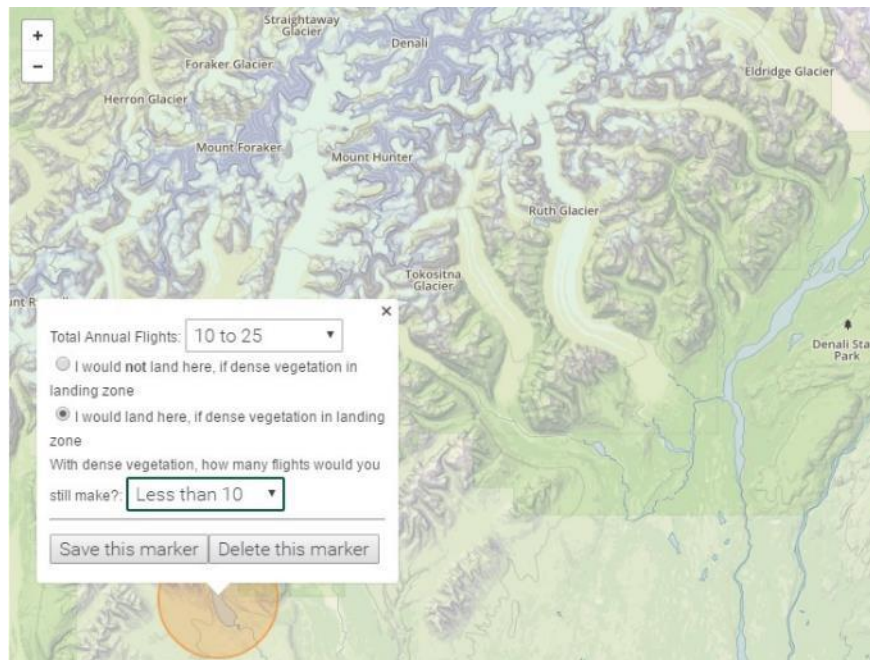 +
−
Straightaway
Glacier
Denali
Foraker Glacier
Eldridge Glacier
Herron Glacier
Mount Foraker
Mount Hunter
Ruth Glacier
Tokositna
Glacier
Denali Sta
Park
×
Total Annual Flights: 10 to 25 ▼
I would not land here, if dense vegetation in
landing zone
I would land here, if dense vegetation in landing
zone
With dense vegetation, how many flights would you
still make?: Less than 10 ▼
Save this marker Delete this marker